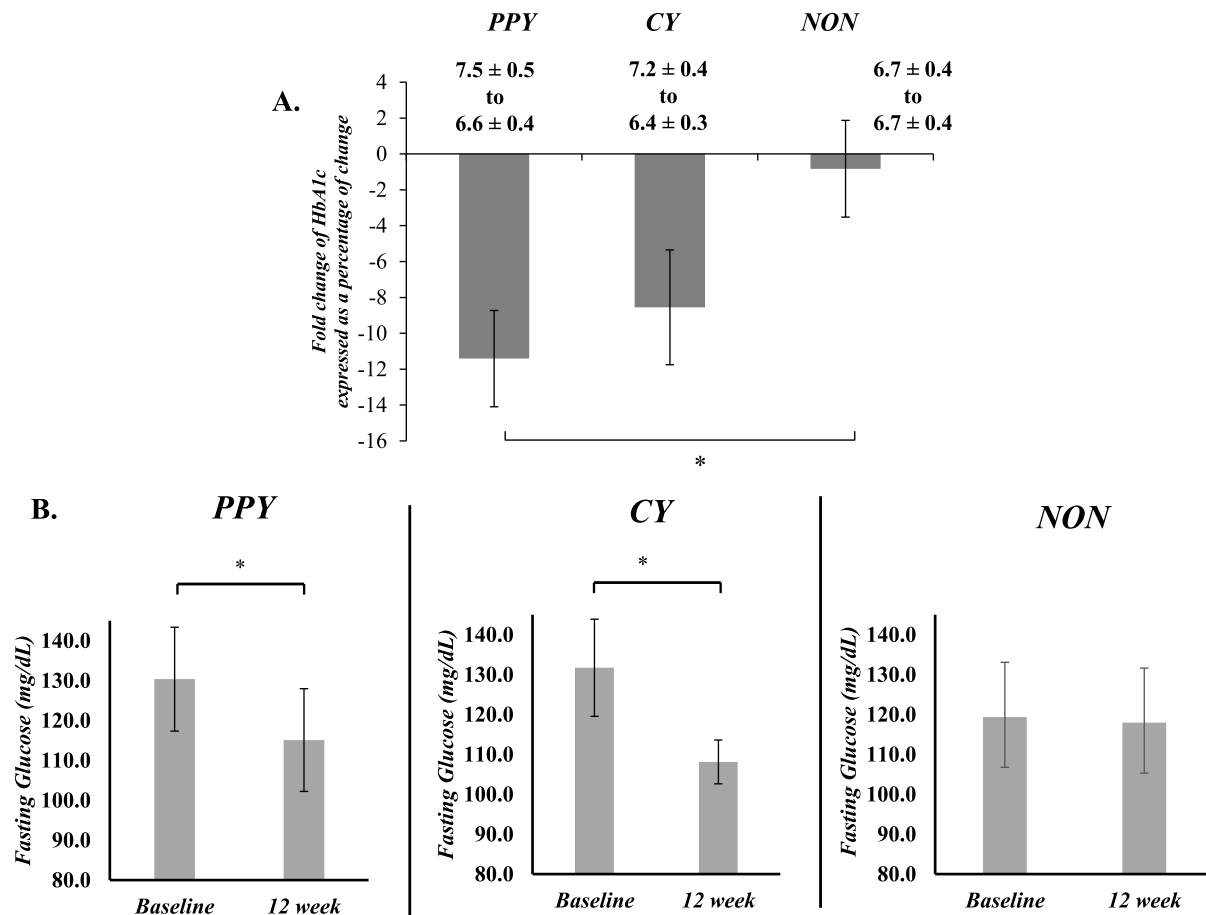 PPY CY NON
A.
7.5 ± 0.5 7.2 ± 0.4 6.7 ± 0.4
to to to
6.6 ± 0.4 6.4 ± 0.3 6.7 ± 0.4
Fold change of HbA1c
expressed as a percentage of change
4
2
0
-2
-4
-6
-8
-10
-12
-14
-16
*
B.
PPY
*
Fasting Glucose (mg/dL)
140.0
130.0
120.0
110.0
100.0
90.0
80.0
Baseline 12 week
CY
*
Fasting Glucose (mg/dL)
140.0
130.0
120.0
110.0
100.0
90.0
80.0
Baseline 12 week
NON
Fasting Glucose (mg/dL)
140.0
130.0
120.0
110.0
100.0
90.0
80.0
Baseline 12 week